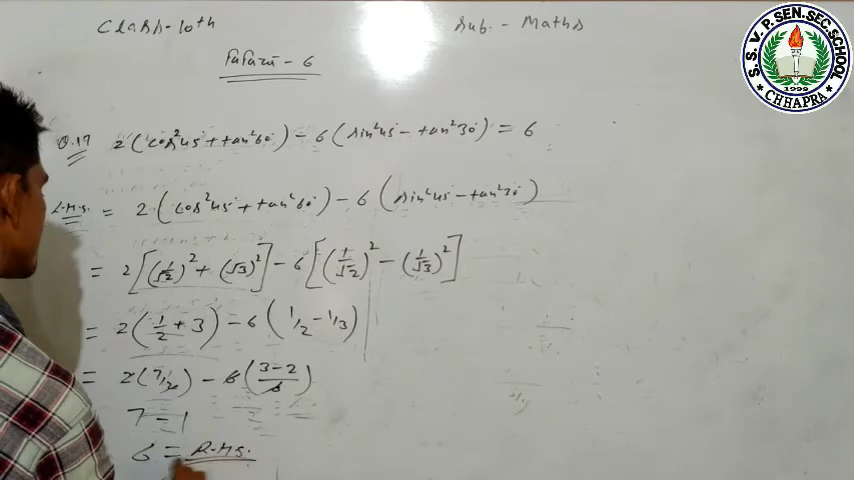 Class-10th
Sub. - Maths
S.S.V.P.SEN.SEC.SCHOOL
1998
★ CHHAPRA ★
- 6
Q.17 2(cos²45° + tan²60°) - 6(sin²45° - tan²30°) = 6
L.H.S. = 2.(cos²45° + tan²60°) - 6(sin²45° - tan²30°)
= 2[(1/√2)² + (√3)²] - 6[(1/√2)² - (1/√3)²]
= 2(1/2 + 3) - 6(1/2 - 1/3)
= 2(7/2) - 6((3-2)/6)
7 - 1
6 = R.H.S.